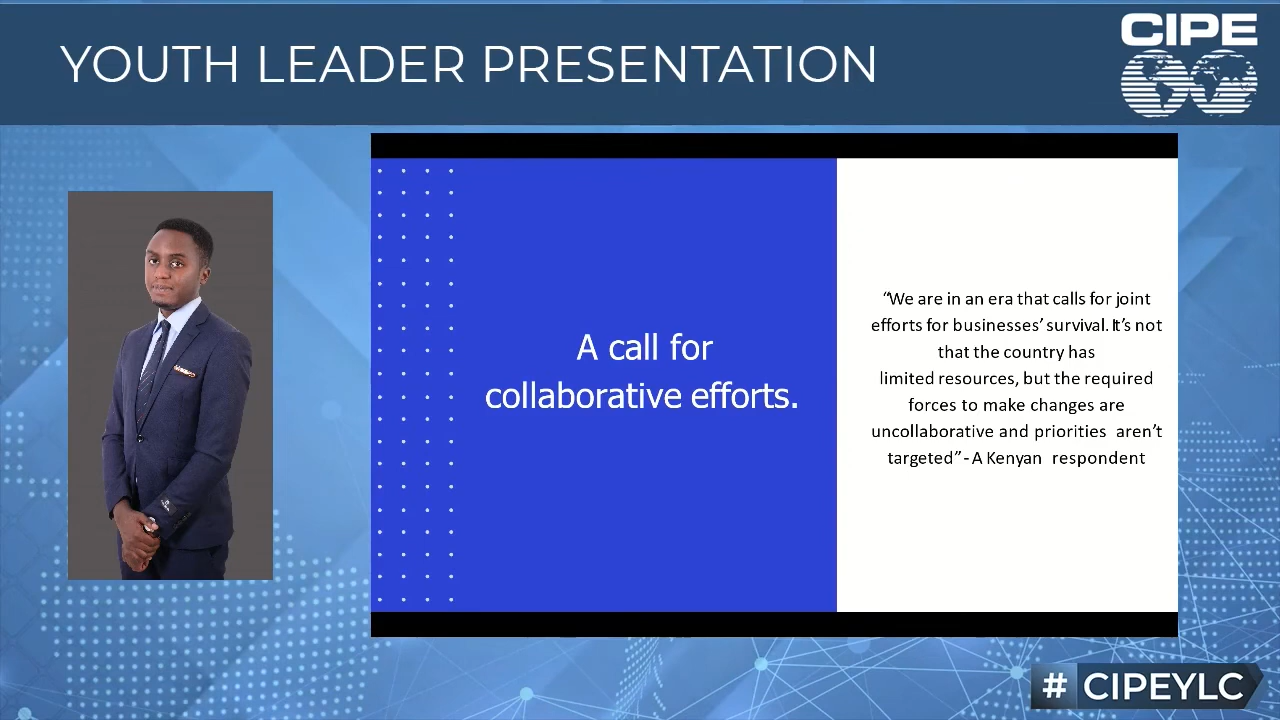 YOUTH LEADER PRESENTATION
CIPE
A call for
collaborative efforts.
“We are in an era that calls for joint
efforts for businesses’ survival. It’s not
that the country has
limited resources, but the required
forces to make changes are
uncollaborative and priorities aren’t
targeted” - A Kenyan respondent
# CIPEYLC